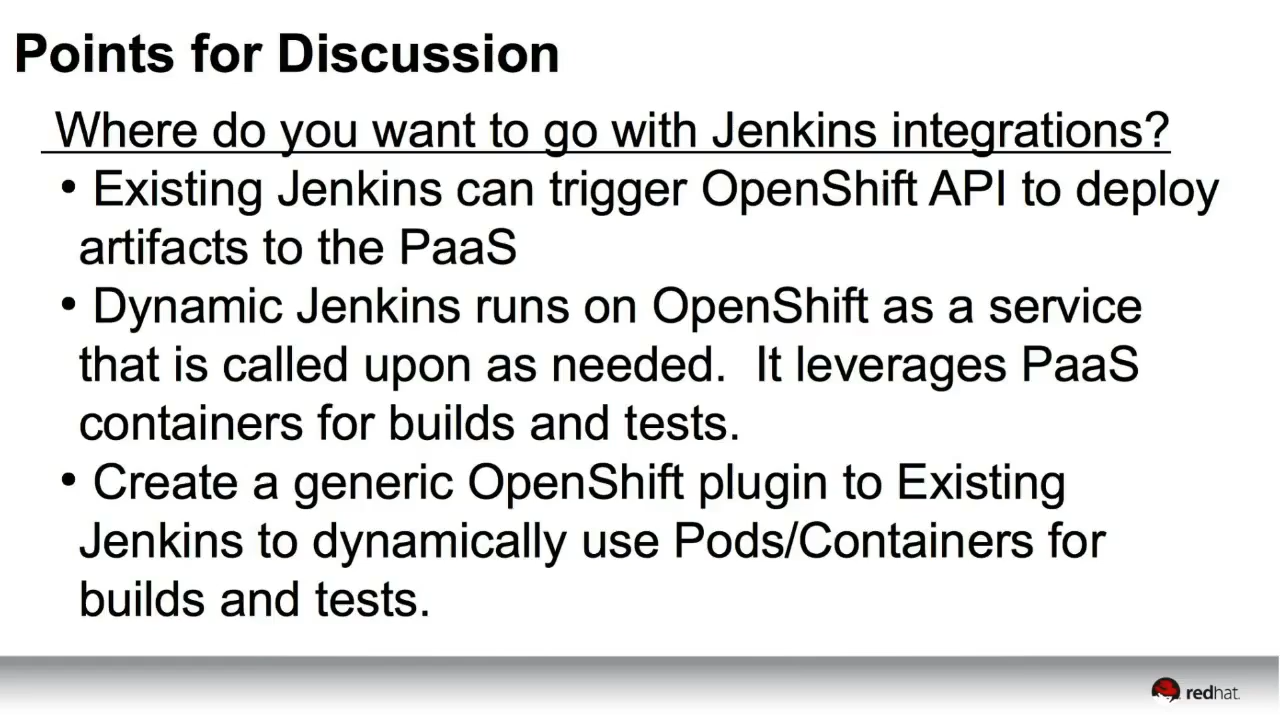 Points for Discussion
Where do you want to go with Jenkins integrations?
• Existing Jenkins can trigger OpenShift API to deploy
artifacts to the PaaS
• Dynamic Jenkins runs on OpenShift as a service
that is called upon as needed.  It leverages PaaS
containers for builds and tests.
• Create a generic OpenShift plugin to Existing
Jenkins to dynamically use Pods/Containers for
builds and tests.
redhat.